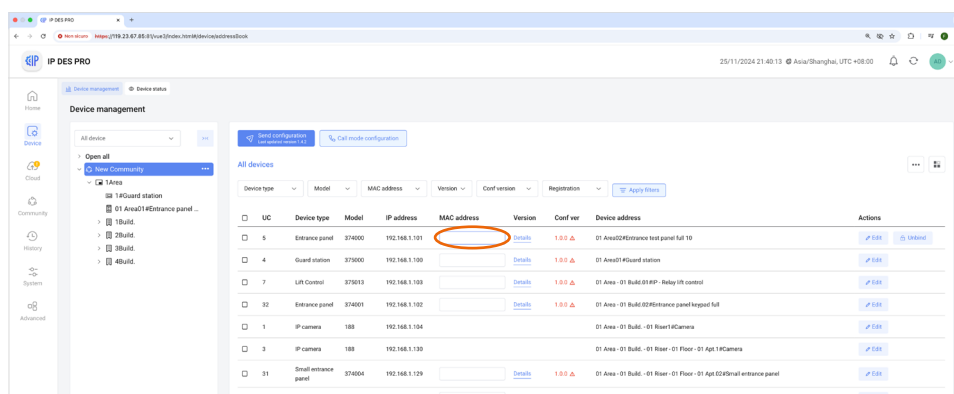 IP DES PRO
Non sicuro https://119.23.67.85:81/vue3/index.html#/device/addressBook
IP DES PRO
25/11/2024 21:40:13 Asia/Shanghai, UTC +08:00 AD
Device management Device status
Home
Device management
Device
Cloud
Community
History
System
Advanced
All device
Open all
New Community
1Area
1#Guard station
01 Area01#Entrance panel ...
1Build.
2Build.
3Build.
4Build.
Send configuration
Last updated version 1.4.2
Call mode configuration
All devices
Device type Model MAC address Version Conf version Registration Apply filters
UC Device type Model IP address MAC address Version Conf ver Device address Actions
5 Entrance panel 374000 192.168.1.101 Details 1.0.0 01 Area02#Entrance test panel full 10 Edit Unbind
4 Guard station 375000 192.168.1.100 Details 1.0.0 01 Area01#Guard station Edit
7 Lift Control 375013 192.168.1.103 Details 1.0.0 01 Area - 01 Build.01#IP - Relay lift control Edit
32 Entrance panel 374001 192.168.1.102 Details 1.0.0 01 Area - 01 Build.02#Entrance panel keypad full Edit
1 IP camera 188 192.168.1.104 01 Area - 01 Build. - 01 Riser1#Camera Edit
3 IP camera 188 192.168.1.130 01 Area - 01 Build. - 01 Riser - 01 Floor - 01 Apt.1#Camera Edit
31 Small entrance panel 374004 192.168.1.129 Details 1.0.0 01 Area - 01 Build. - 01 Riser - 01 Floor - 01 Apt.02#Small entrance panel Edit